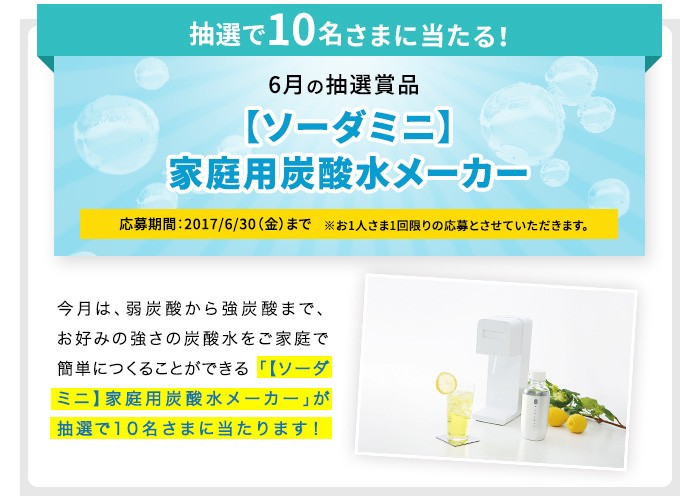 抽選で10名さまに当たる!
6月の抽選賞品
【ソーダミニ】
家庭用炭酸水メーカー
応募期間:2017/6/30(金)まで ※お1人さま1回限りの応募とさせていただきます。
今月は、弱炭酸から強炭酸まで、
お好みの強さの炭酸水をご家庭で
簡単につくることができる「【ソーダ
ミニ】家庭用炭酸水メーカー」が
抽選で10名さまに当たります!